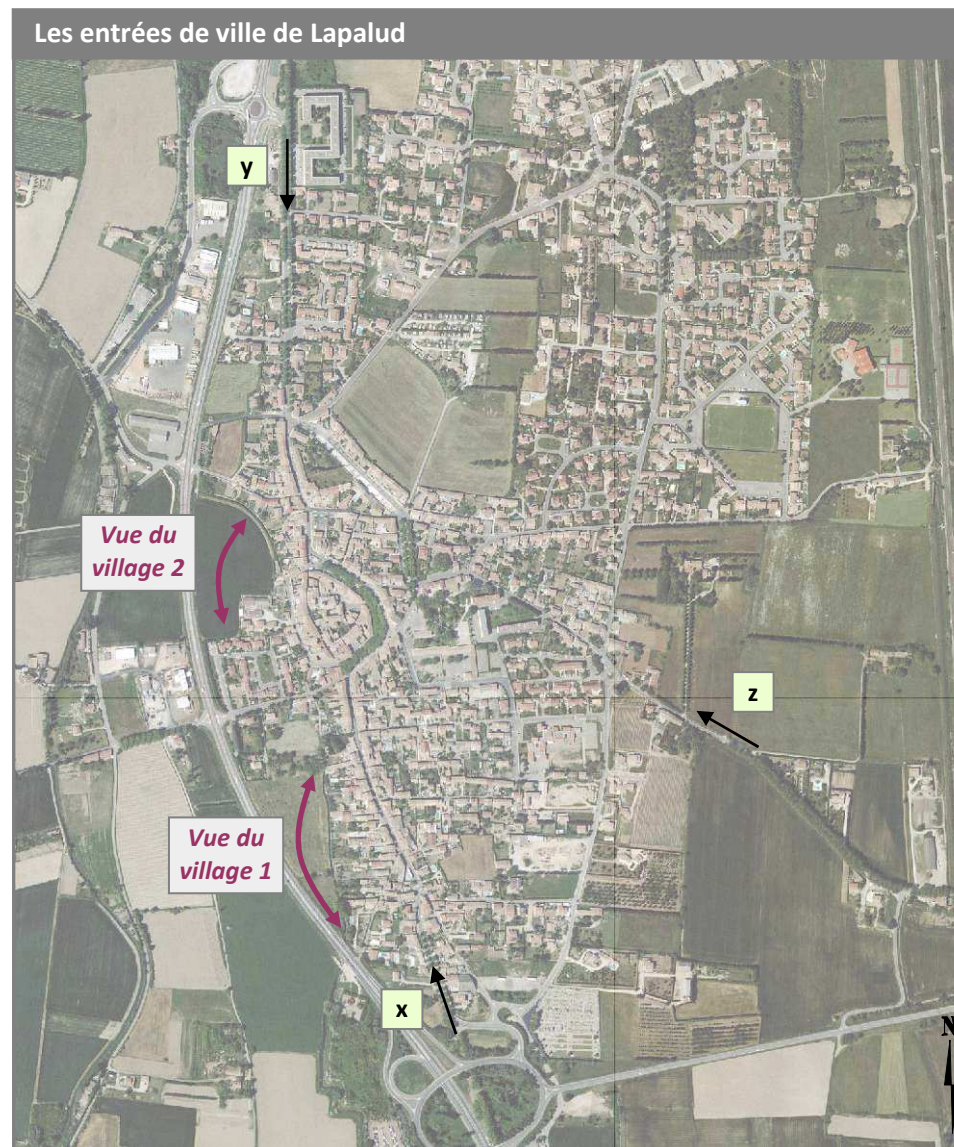 Les entrées de ville de Lapalud
y
Vue du
village 2
z
Vue du
village 1
x
N